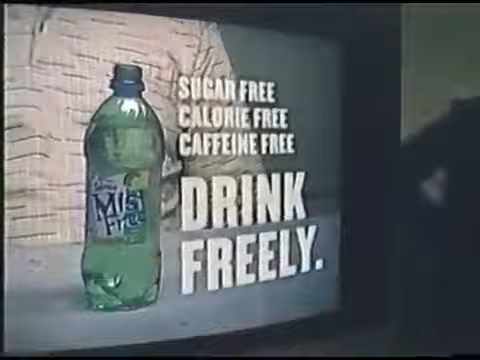 SUGAR FREE
CALORIE FREE
CAFFEINE FREE
DRINK
FREELY.
Mist
Free